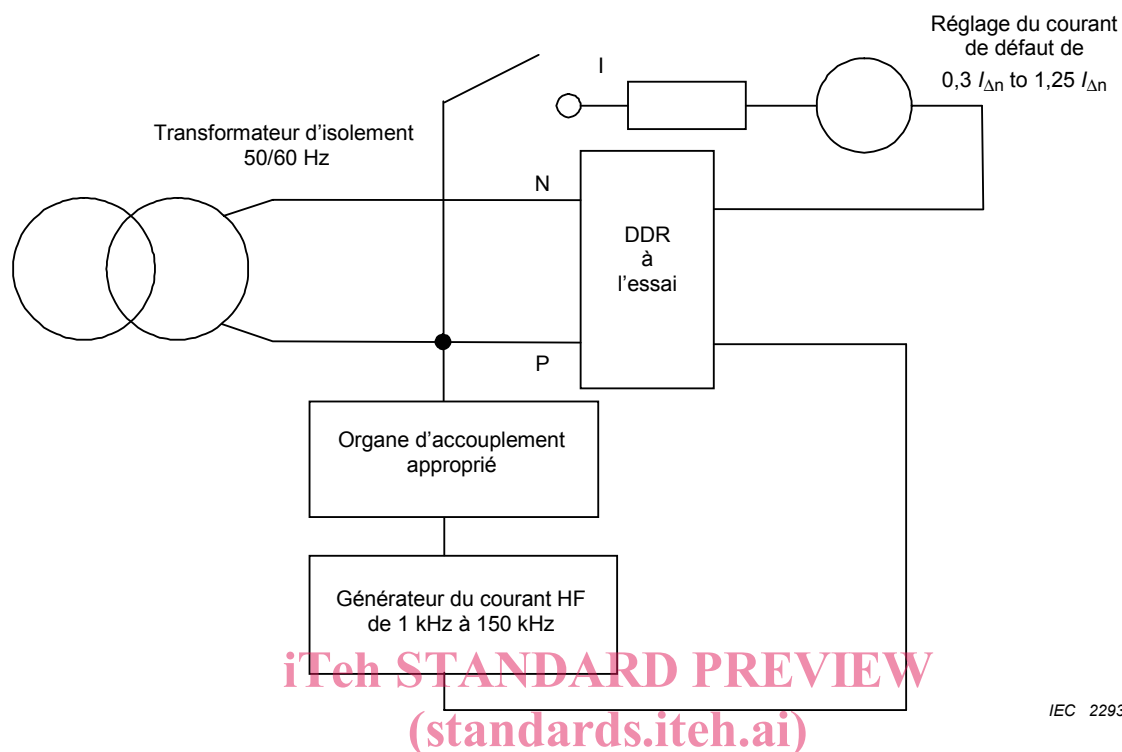 Réglage du courant
de défaut de
0,3 IΔn to 1,25 IΔn
I
Transformateur d'isolement
50/60 Hz
N
DDR
à
l'essai
P
Organe d'accouplement
approprié
Générateur du courant HF
de 1 kHz à 150 kHz
iTeh STANDARD PREVIEW
(standards.iteh.ai)
IEC 2293